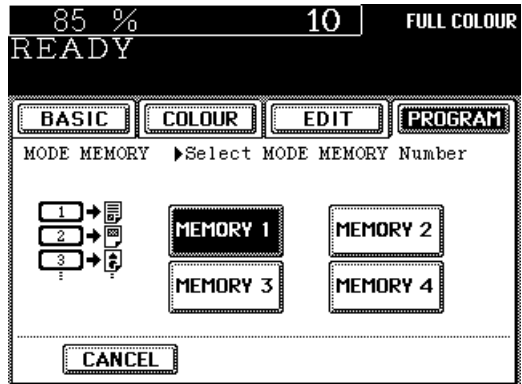 85 % 10 FULL COLOUR
READY
BASIC COLOUR EDIT PROGRAM
MODE MEMORY ▶Select MODE MEMORY Number
1
2
3
MEMORY 1 MEMORY 2
MEMORY 3 MEMORY 4
CANCEL